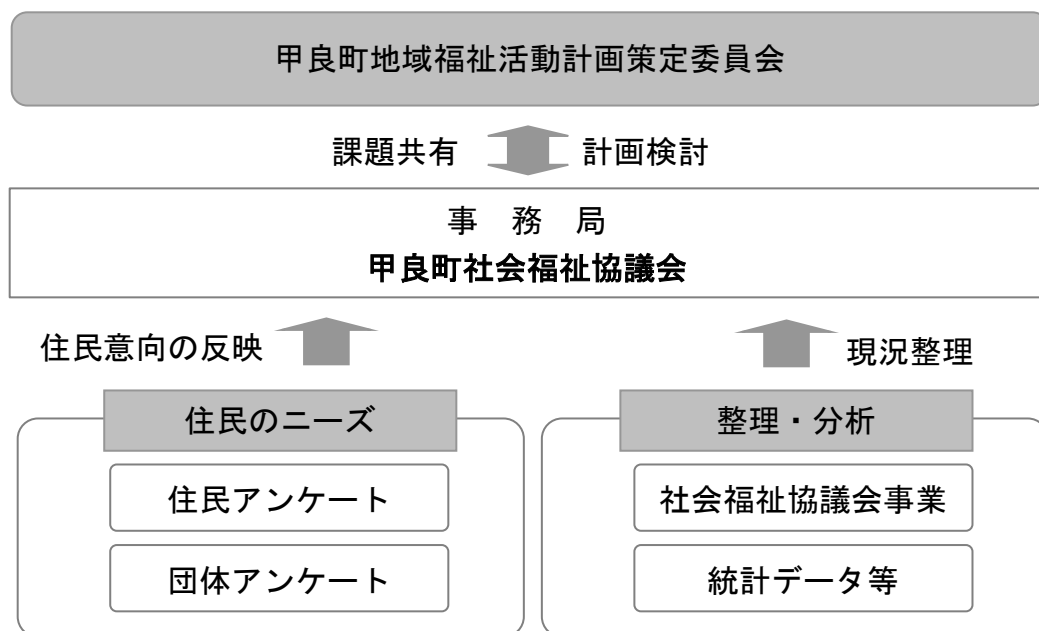 甲良町地域福祉活動計画策定委員会
課題共有 計画検討
事　務　局
甲良町社会福祉協議会
住民意向の反映
現況整理
住民のニーズ
住民アンケート
団体アンケート
整理・分析
社会福祉協議会事業
統計データ等